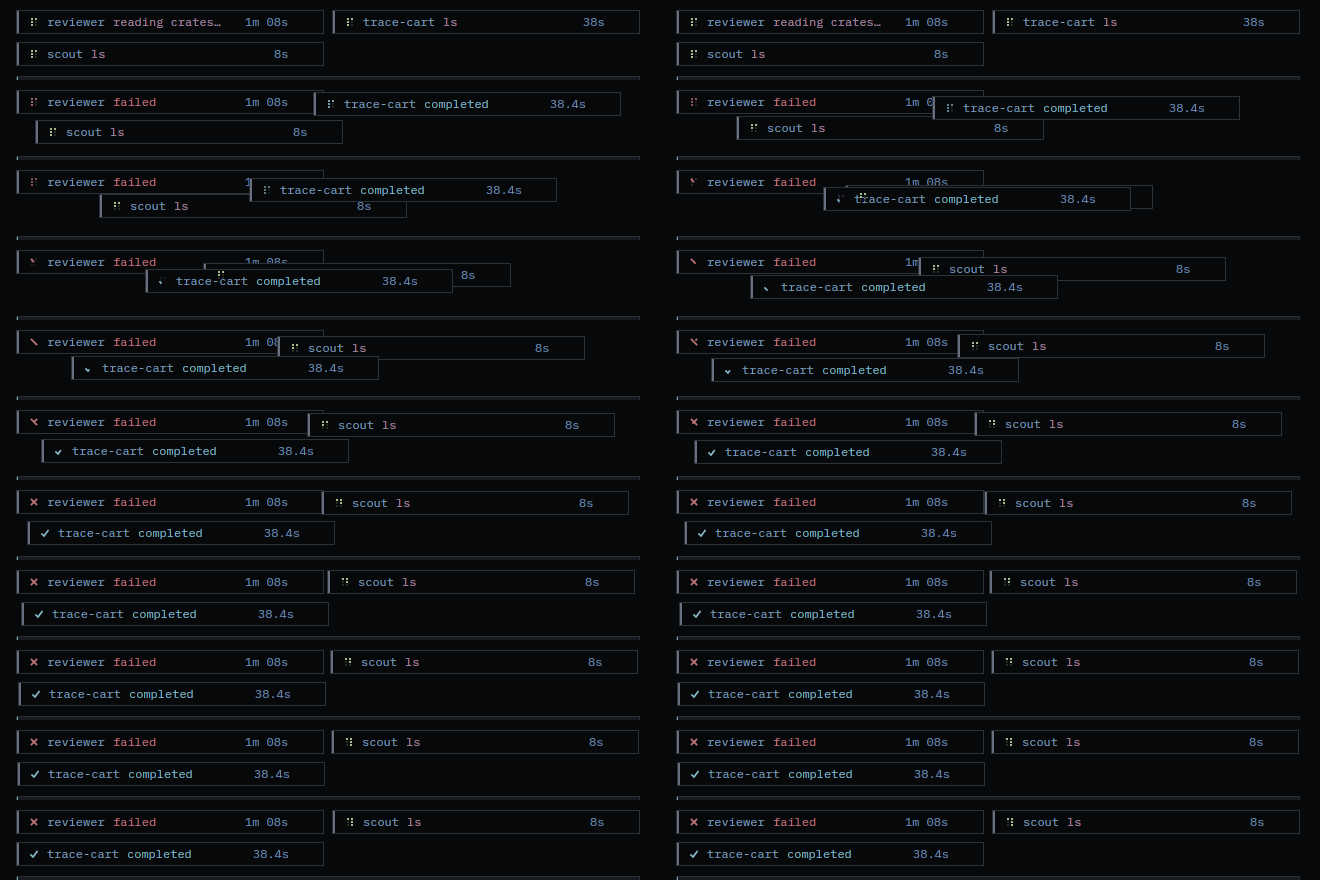 reviewer reading crates… 1m 08s trace-cart ls 38s reviewer reading crates… 1m 08s trace-cart ls 38s
scout ls 8s scout ls 8s
reviewer failed 1m 08s trace-cart completed 38.4s reviewer failed 1m trace-cart completed 38.4s
scout ls 8s scout ls 8s
reviewer failed trace-cart completed 38.4s reviewer failed 1m 08s
scout ls 8s trace-cart completed 38.4s
reviewer failed 1m 08s reviewer failed 1m scout ls 8s
8s
trace-cart completed 38.4s trace-cart completed 38.4s
reviewer failed 1m scout ls 8s reviewer failed 1m 08s scout ls 8s
trace-cart completed 38.4s trace-cart completed 38.4s
reviewer failed 1m 08s scout ls 8s reviewer failed 1m 08s scout ls 8s
trace-cart completed 38.4s trace-cart completed 38.4s
reviewer failed 1m 08s scout ls 8s reviewer failed 1m 08s scout ls 8s
trace-cart completed 38.4s trace-cart completed 38.4s
reviewer failed 1m 08s scout ls 8s reviewer failed 1m 08s scout ls 8s
trace-cart completed 38.4s trace-cart completed 38.4s
reviewer failed 1m 08s scout ls 8s reviewer failed 1m 08s scout ls 8s
trace-cart completed 38.4s trace-cart completed 38.4s
reviewer failed 1m 08s scout ls 8s reviewer failed 1m 08s scout ls 8s
trace-cart completed 38.4s trace-cart completed 38.4s
reviewer failed 1m 08s scout ls 8s reviewer failed 1m 08s scout ls 8s
trace-cart completed 38.4s trace-cart completed 38.4s